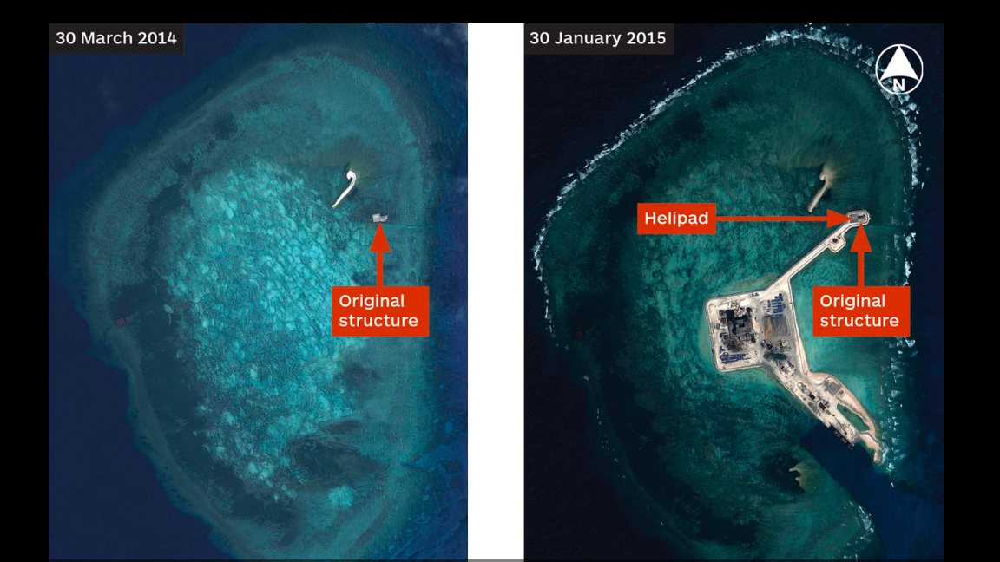 30 March 2014
Original
structure
30 January 2015
N
Helipad
Original
structure